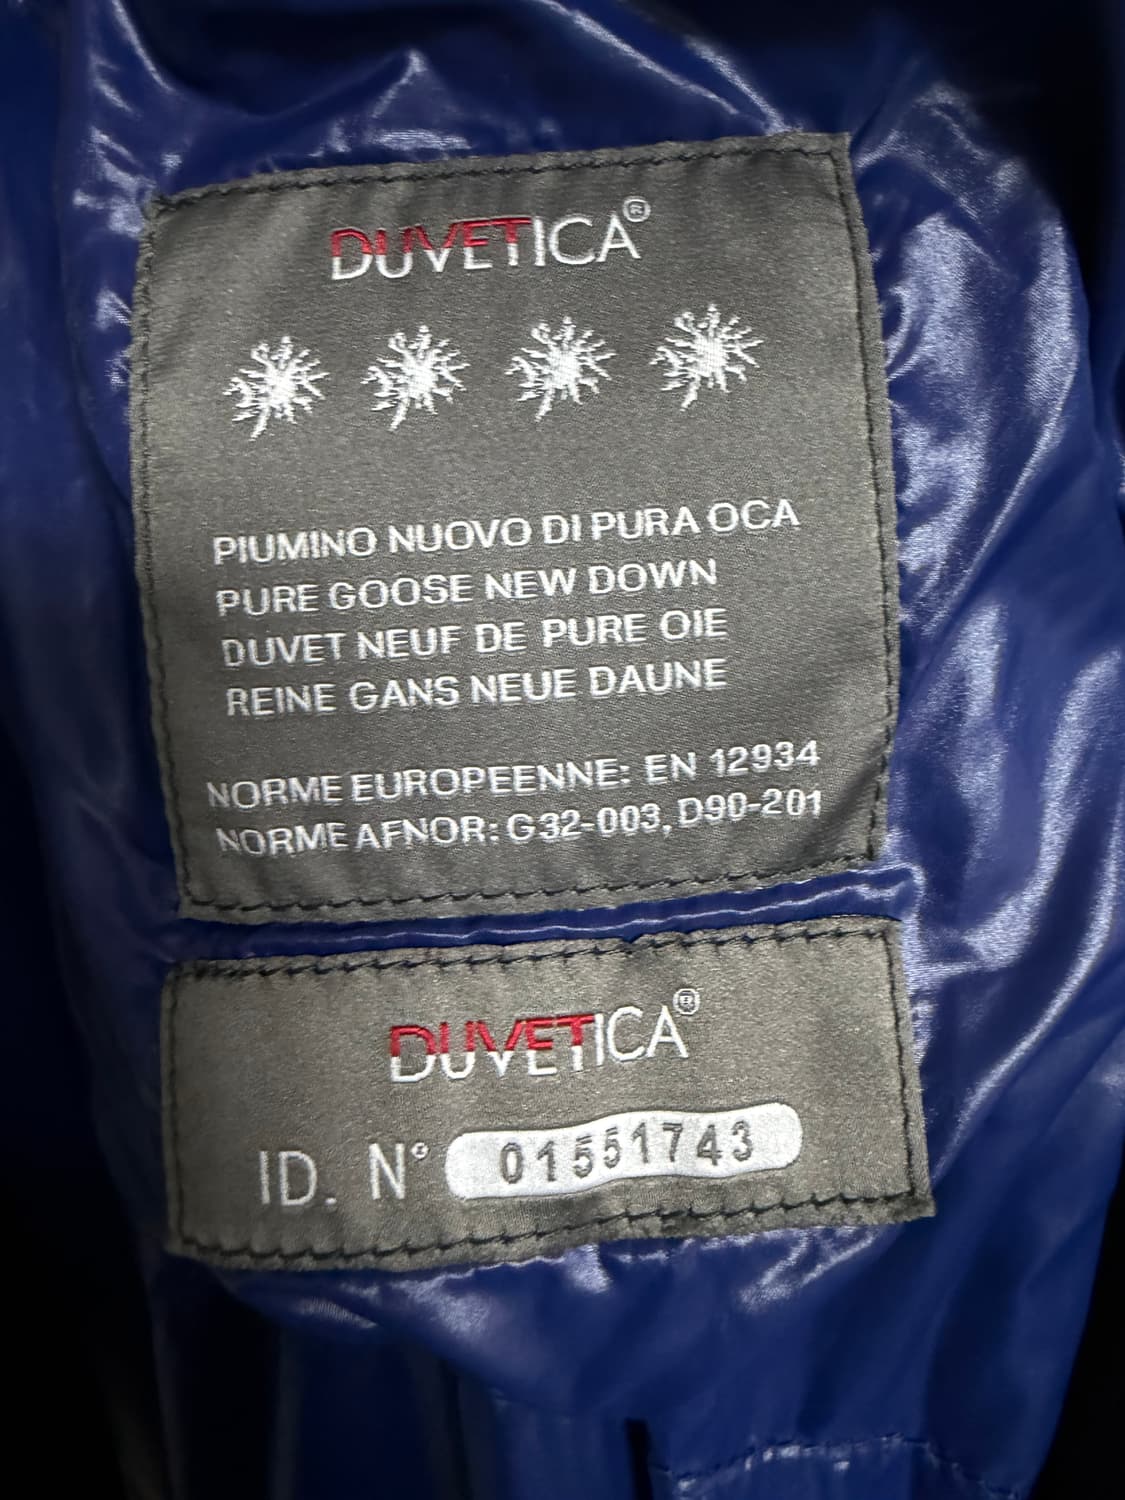 DUVETICA®
PIUMINO NUOVO DI PURA OCA
PURE GOOSE NEW DOWN
DUVET NEUF DE PURE OIE
REINE GANS NEUE DAUNE
NORME EUROPEENNE: EN 12934
NORME AFNOR: G32-003, D90-201
DUVETICA®
ID. N° 01551743